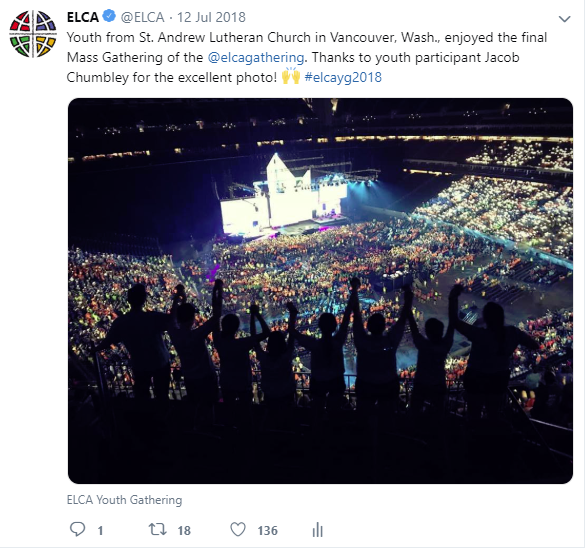 ELCA @ELCA · 12 Jul 2018
Youth from St. Andrew Lutheran Church in Vancouver, Wash., enjoyed the final
Mass Gathering of the @elcagathering. Thanks to youth participant Jacob
Chumbley for the excellent photo! 🙌 #elcayg2018
ELCA Youth Gathering
1 18 136